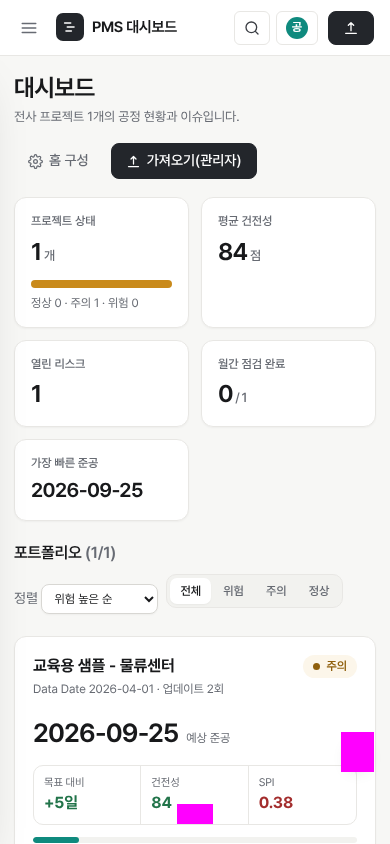 PMS 대시보드
공
대시보드
전사 프로젝트 1개의 공정 현황과 이슈입니다.
홈 구성
가져오기(관리자)
프로젝트 상태
1개
정상 0 · 주의 1 · 위험 0
평균 건전성
84점
열린 리스크
1
월간 점검 완료
0 / 1
가장 빠른 준공
2026-09-25
포트폴리오 (1/1)
정렬
위험 높은 순
전체 위험 주의 정상
교육용 샘플 - 물류센터
주의
Data Date 2026-04-01 · 업데이트 2회
2026-09-25 예상 준공
목표 대비
+5일
건전성
84
SPI
0.38